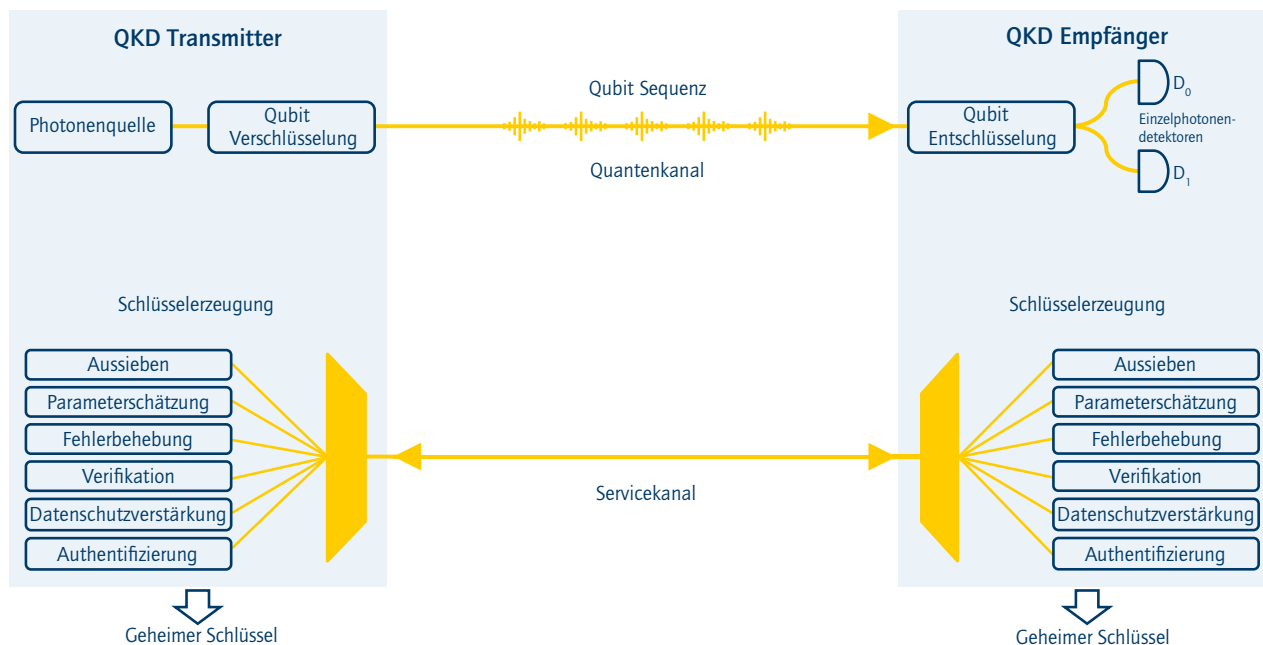 QKD Transmitter
Photonenquelle
Qubit
Verschlüsselung
Qubit Sequenz
Quantenkanal
QKD Empfänger
Qubit
Entschlüsselung
D0
Einzelphotonen-
detektoren
D1
Schlüsselerzeugung
Aussieben
Parameterschätzung
Fehlerbehebung
Verifikation
Datenschutzverstärkung
Authentifizierung
Geheimer Schlüssel
Servicekanal
Schlüsselerzeugung
Aussieben
Parameterschätzung
Fehlerbehebung
Verifikation
Datenschutzverstärkung
Authentifizierung
Geheimer Schlüssel